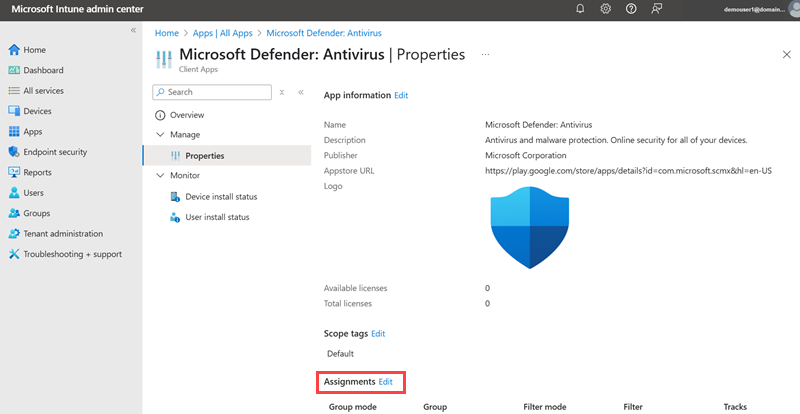 Microsoft Intune admin center
demouser1@domain...
«
Home
Dashboard
All services
Devices
Apps
Endpoint security
Reports
Users
Groups
Tenant administration
Troubleshooting + support
Home > Apps | All Apps > Microsoft Defender: Antivirus
Microsoft Defender: Antivirus | Properties ...
Client Apps
Search «
Overview
Manage
Properties
Monitor
Device install status
User install status
App information Edit
Name Microsoft Defender: Antivirus
Description Antivirus and malware protection. Online security for all of your devices.
Publisher Microsoft Corporation
Appstore URL https://play.google.com/store/apps/details?id=com.microsoft.scmx&hl=en-US
Logo
Available licenses 0
Total licenses 0
Scope tags Edit
Default
Assignments Edit
Group mode Group Filter mode Filter Tracks